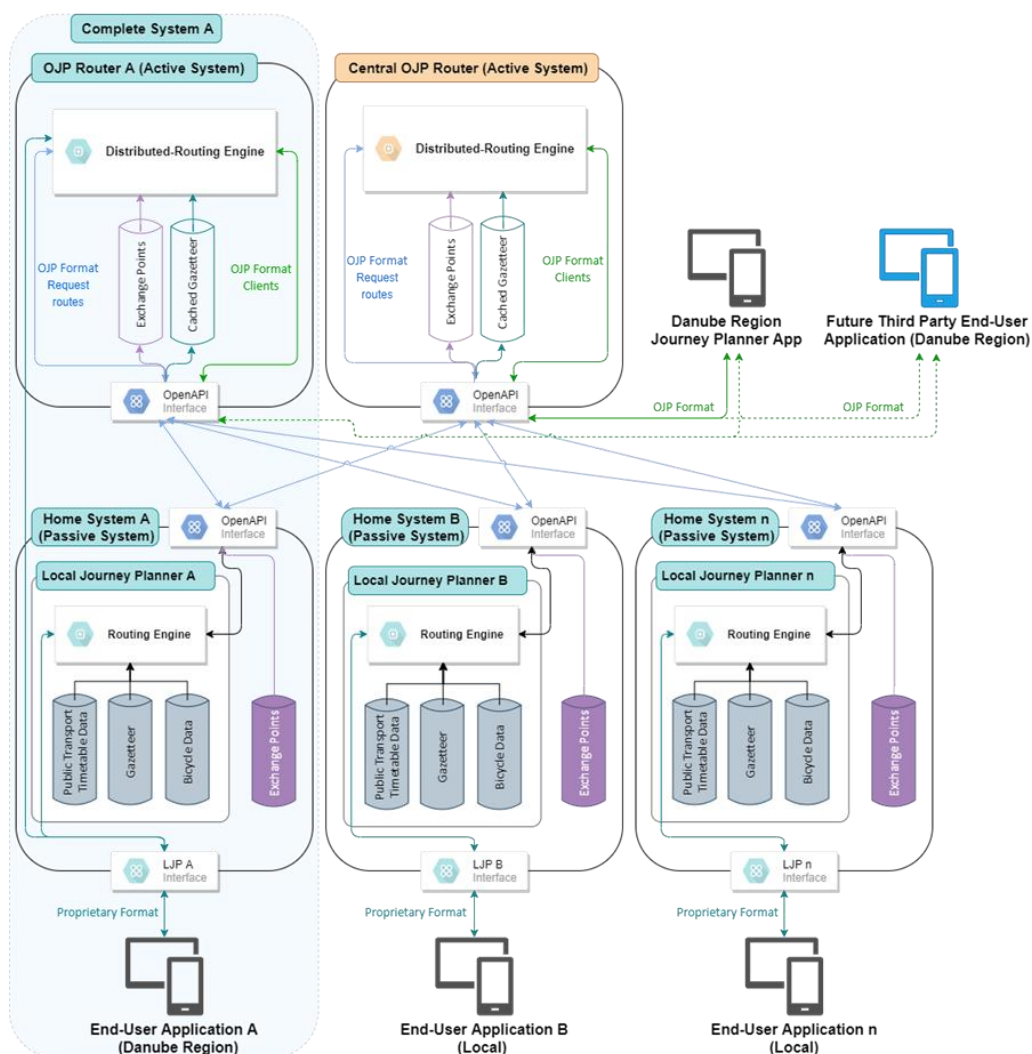 Complete System A
OJP Router A (Active System)
Central OJP Router (Active System)
Distributed-Routing Engine
Distributed-Routing Engine
OJP Format
Request
routes
Exchange Points
Cached Gazetteer
OJP Format
Clients
OJP Format
Request
routes
Exchange Points
Cached Gazetteer
OJP Format
Clients
Danube Region
Journey Planner App
Future Third Party End-User
Application (Danube Region)
OpenAPI
Interface
OpenAPI
Interface
OJP Format
OJP Format
Home System A
(Passive System)
OpenAPI
Interface
Home System B
(Passive System)
OpenAPI
Interface
Home System n
(Passive System)
OpenAPI
Interface
Local Journey Planner A
Local Journey Planner B
Local Journey Planner n
Routing Engine
Routing Engine
Routing Engine
Public Transport
Timetable Data
Gazetteer
Bicycle Data
Exchange Points
Public Transport
Timetable Data
Gazetteer
Bicycle Data
Exchange Points
Public Transport
Timetable Data
Gazetteer
Bicycle Data
Exchange Points
LJP A
Interface
LJP B
Interface
LJP n
Interface
Proprietary Format
Proprietary Format
Proprietary Format
End-User Application A
(Danube Region)
End-User Application B
(Local)
End-User Application n
(Local)